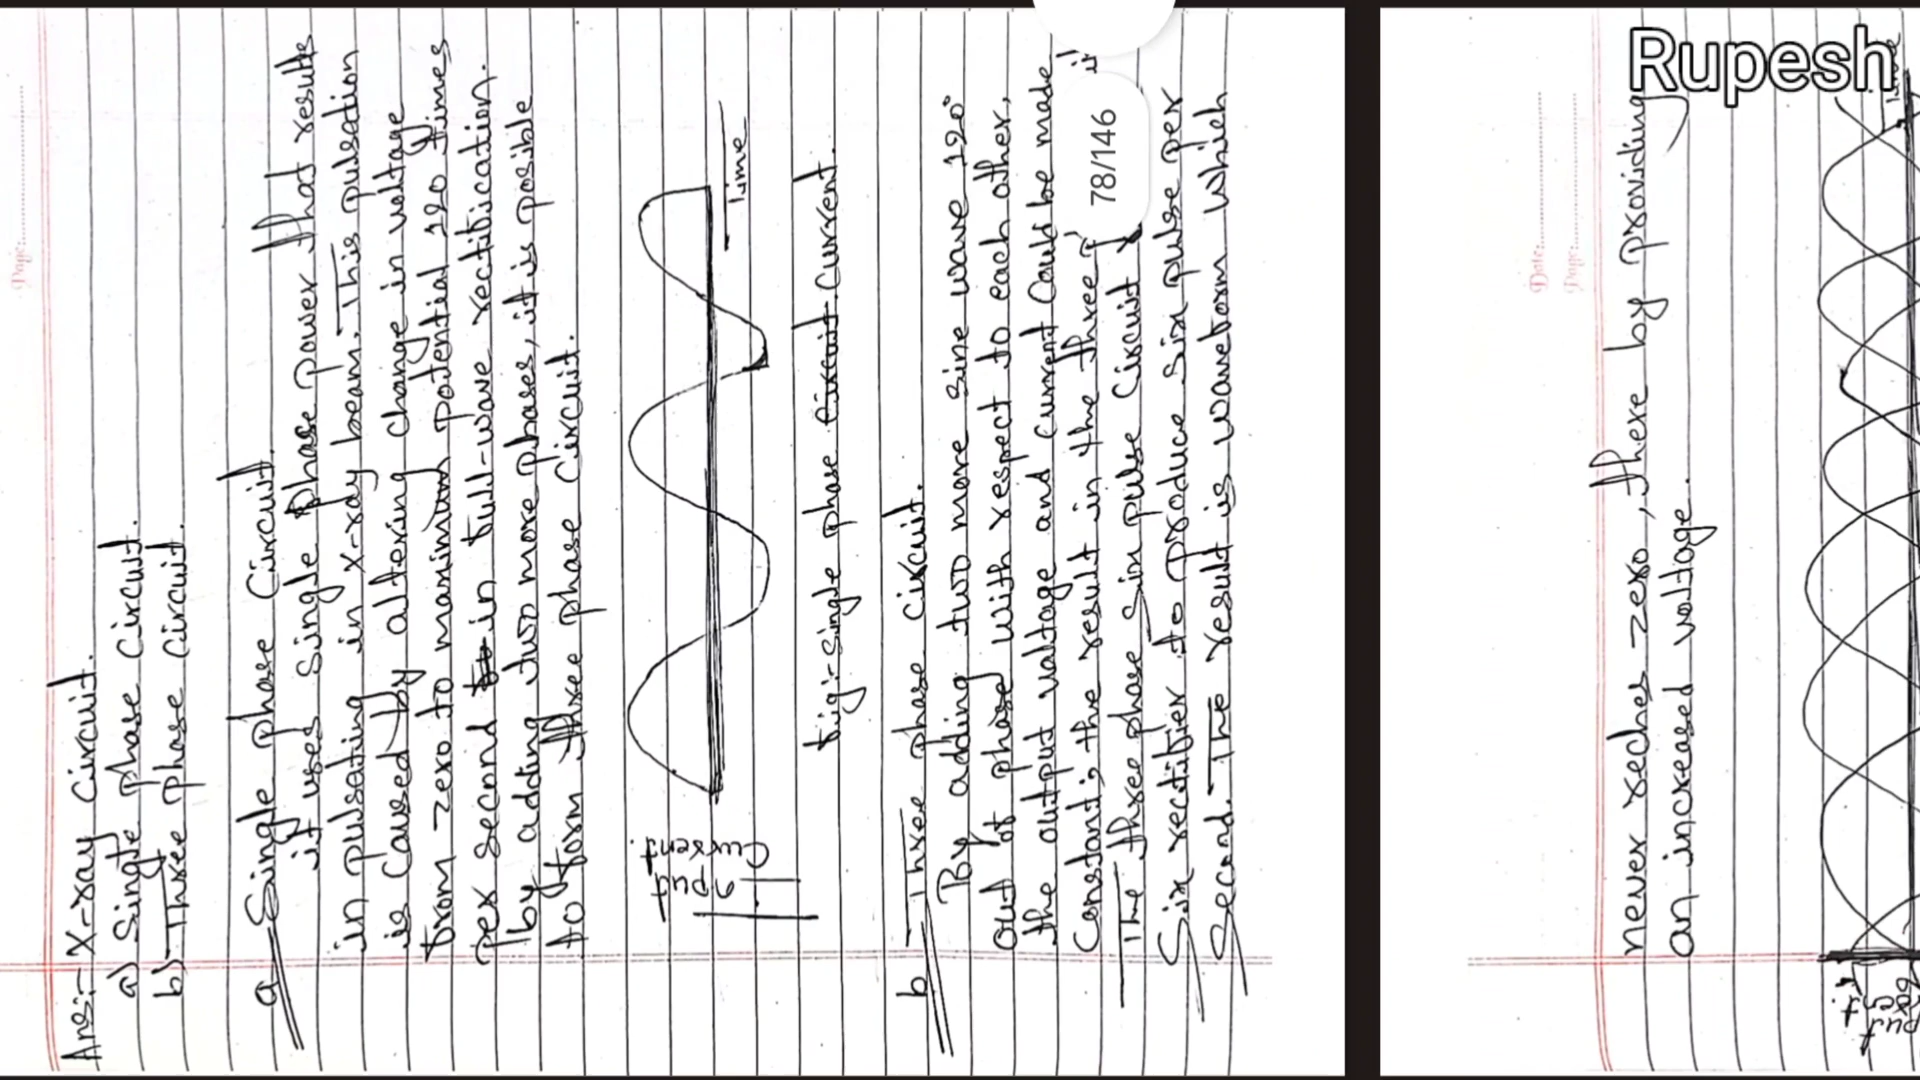 Page:
Ans:- X-ray Circuit.
a) Single phase Circuit.
b) Three phase Circuit.
a Single phase Circuit.
it uses Single phase power that results
in pulsating in x-ray beam. This pulsation
is Caused by altering change in voltage
from zero to maximum potential 120 times
per second in full-wave rectification.
by adding two more phases, it is posible
to form three phase Circuit.
Input
Current.
Time
fig:- Single phase Circuit Current.
b Three phase Circuit.
By adding two more sine wave 120°
out of phase with respect to each other,
the output valtage and current Could be made
Constant, the result in the three
The three phase Six pulse Circuit
Six rectifier to produce Six pulse per
Second. The result is waveform which
78/146
Rupesh
Date:
Page:
never reches zero, there by providing
an increased voltage.